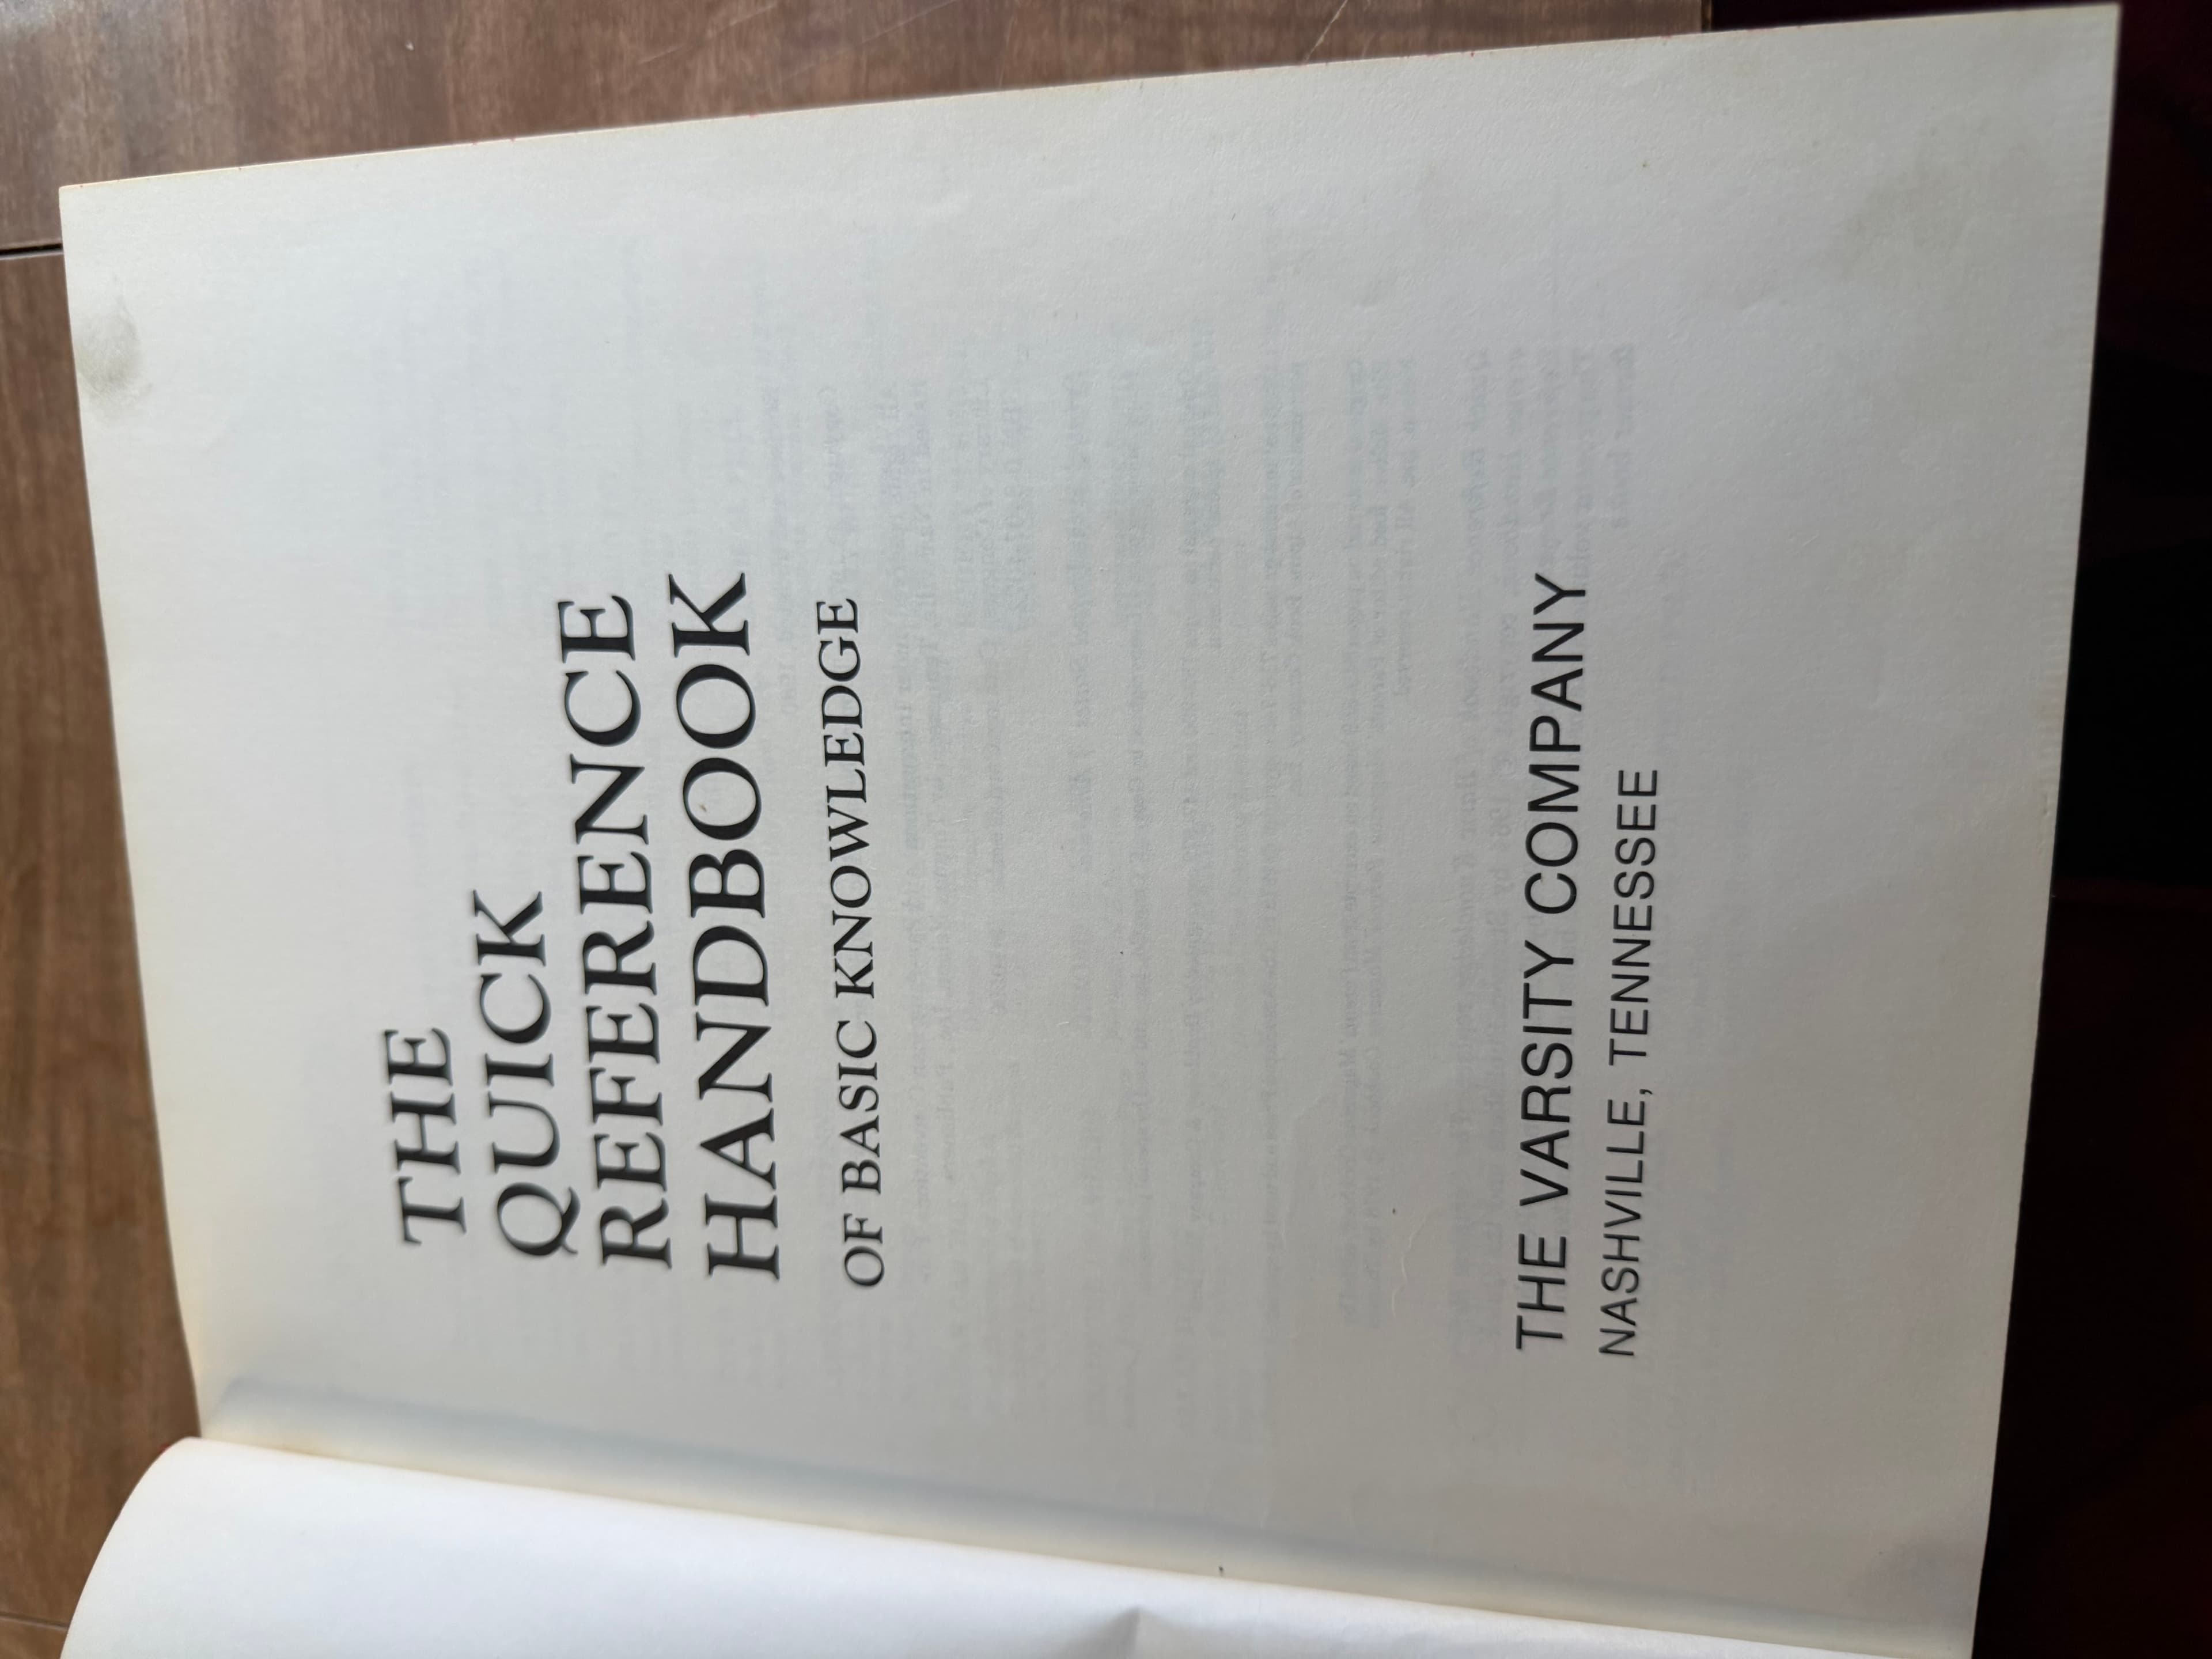 THE
QUICK
REFERENCE
HANDBOOK
OF BASIC KNOWLEDGE
THE VARSITY COMPANY
NASHVILLE, TENNESSEE